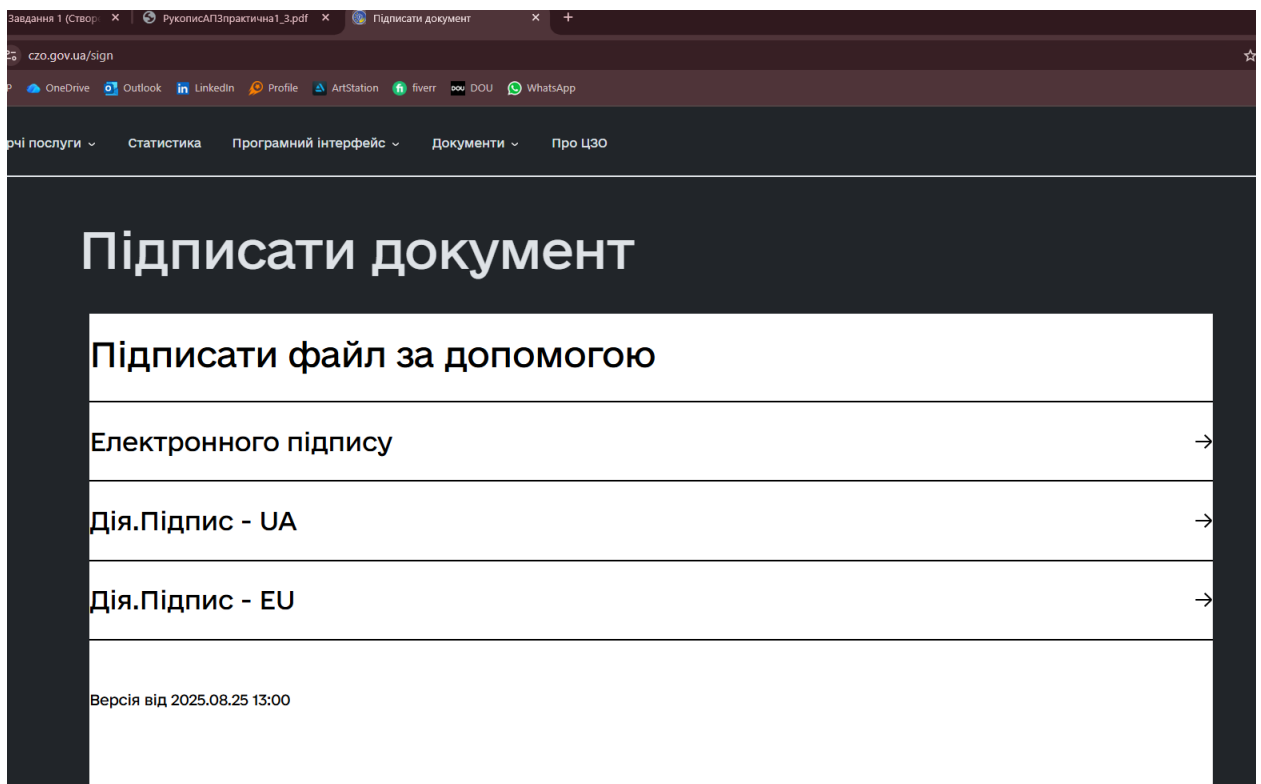 Завдання 1 (Створ
РукописАПЗпрактична1_3.pdf
Підписати документ
czo.gov.ua/sign
OneDrive Outlook LinkedIn Profile ArtStation fiverr DOU WhatsApp
рчі послуги Статистика Програмний інтерфейс Документи Про ЦЗО
Підписати документ
Підписати файл за допомогою
Електронного підпису
Дія.Підпис - UA
Дія.Підпис - EU
Версія від 2025.08.25 13:00